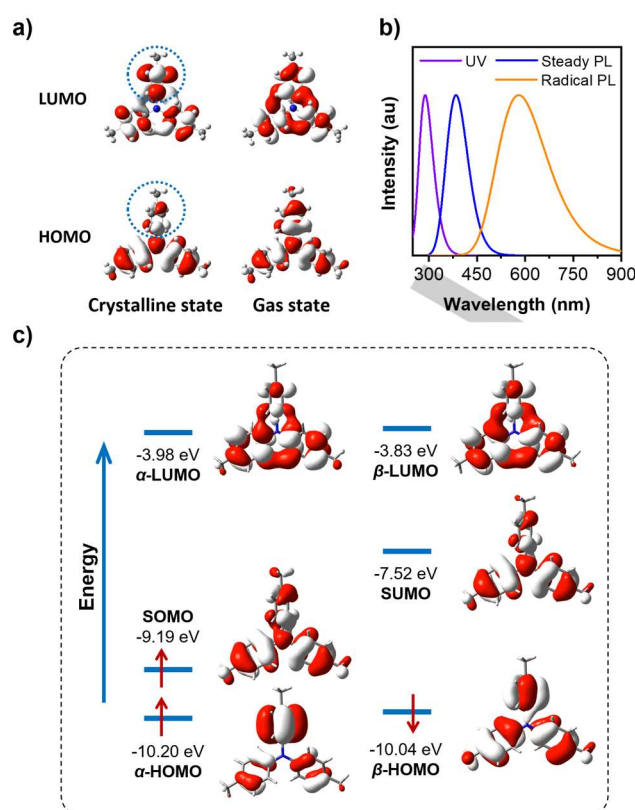 a)
LUMO
HOMO
Crystalline state
Gas state
b)
UV
Steady PL
Radical PL
Intensity (au)
300
450
600
750
900
Wavelength (nm)
c)
Energy
-3.98 eV
α-LUMO
-3.83 eV
β-LUMO
-7.52 eV
SUMO
SOMO
-9.19 eV
-10.20 eV
α-HOMO
-10.04 eV
β-HOMO